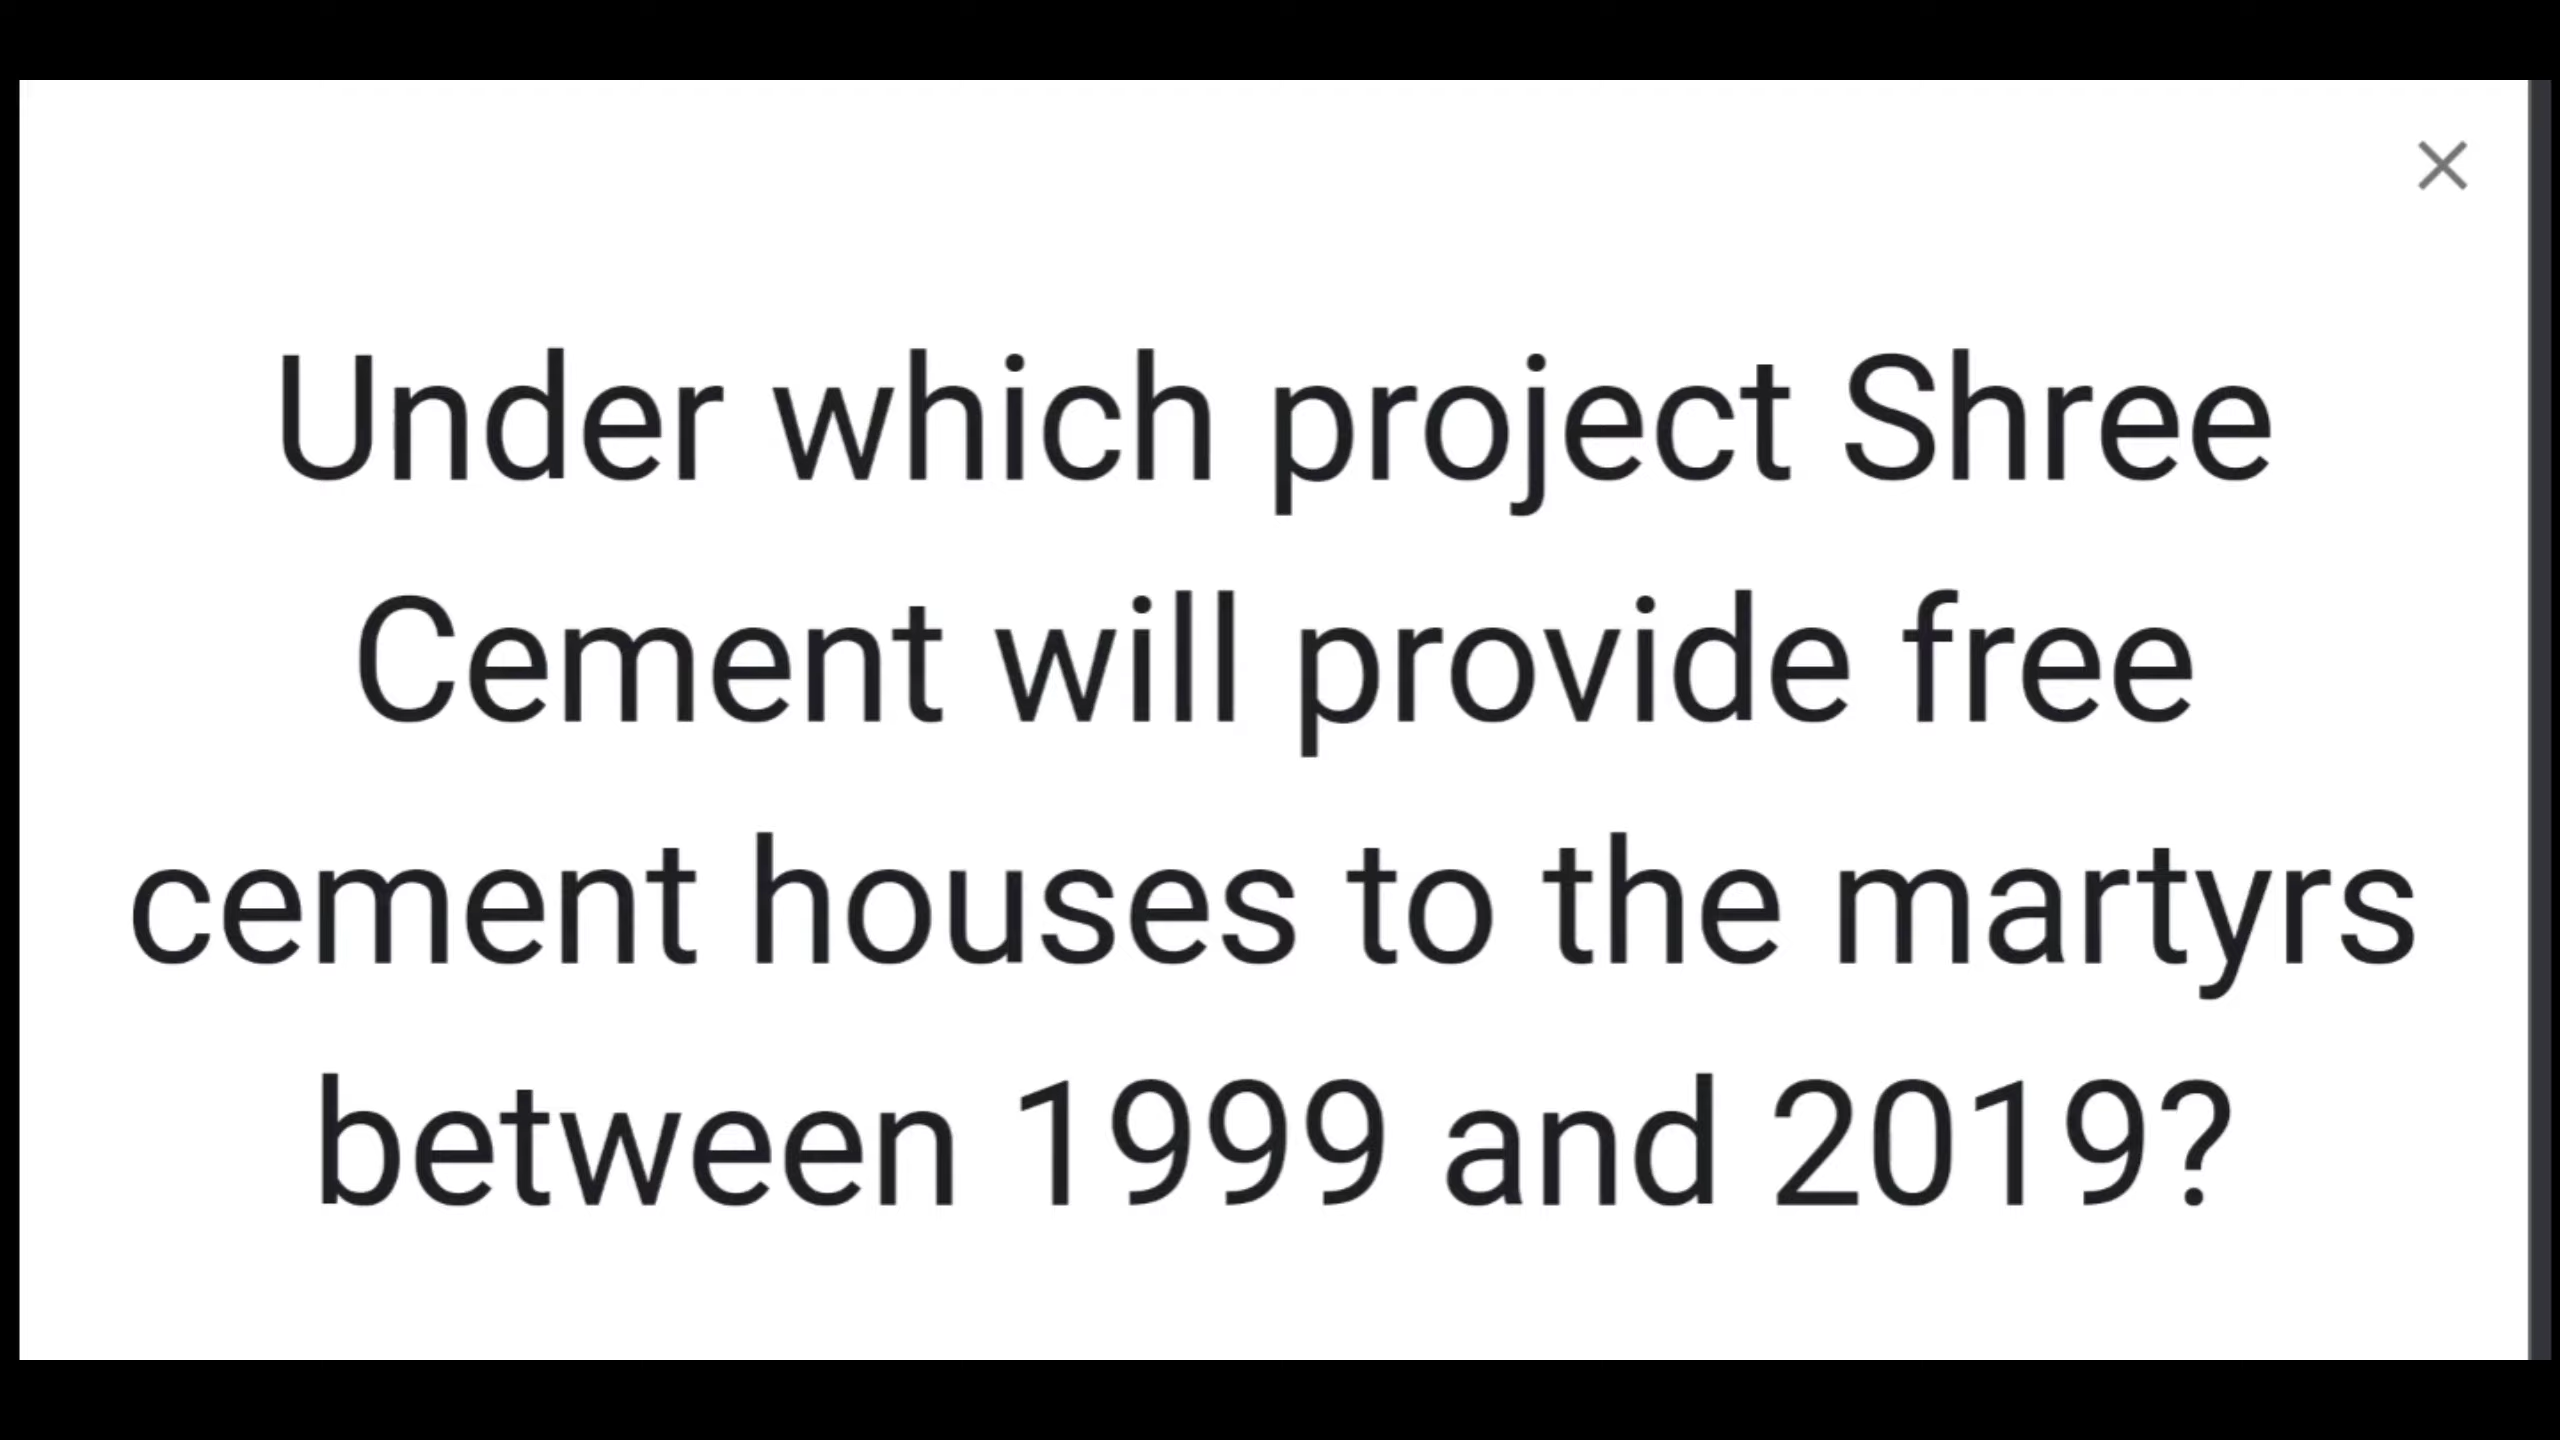 Under which project Shree
Cement will provide free
cement houses to the martyrs
between 1999 and 2019?